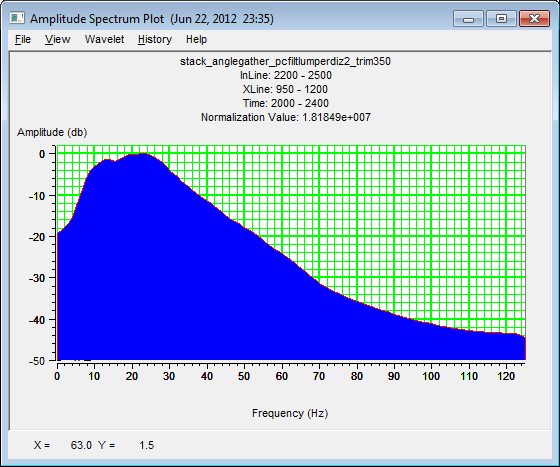 Amplitude Spectrum Plot (Jun 22, 2012 23:35)
File View Wavelet History Help
stack_anglegather_pcfiltlumperdiz2_trim350
InLine: 2200 - 2500
XLine: 950 - 1200
Time: 2000 - 2400
Normalization Value: 1.81849e+007
Amplitude (db)
0
-10
-20
-30
-40
-50
0 10 20 30 40 50 60 70 80 90 100 110 120
Frequency (Hz)
X = 63.0 Y = 1.5